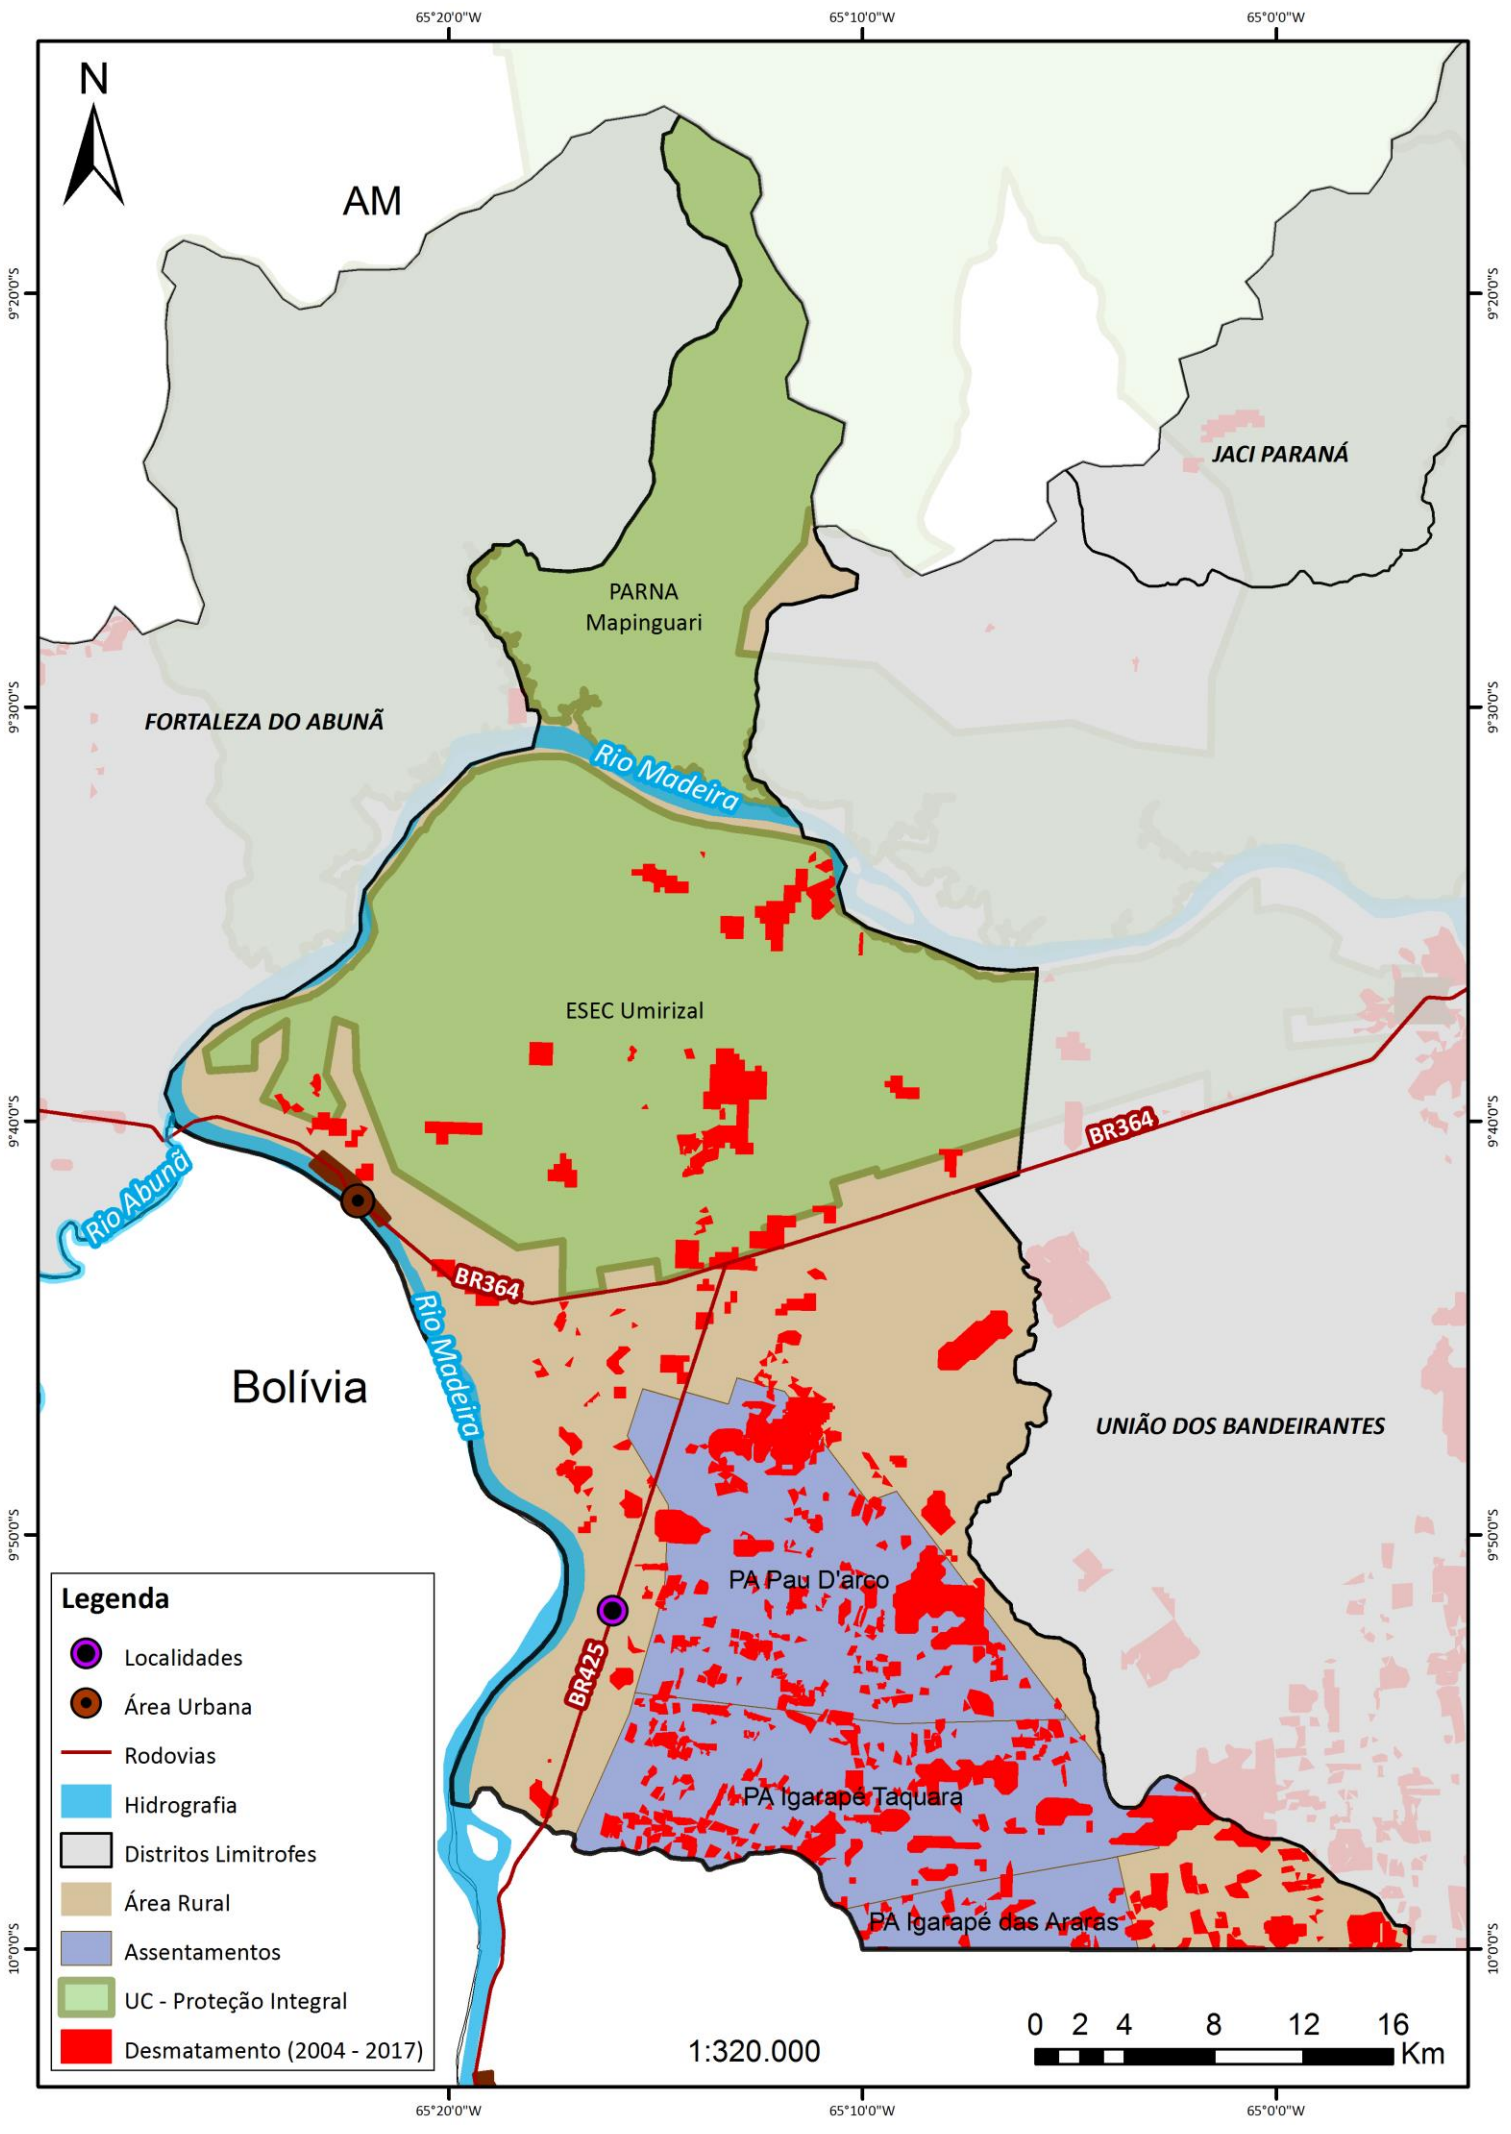 65°20'0"W
65°10'0"W
65°0'0"W
N
AM
9°20'0"S
9°20'0"S
JACI PARANÁ
PARNA
Mapinguari
9°30'0"S
9°30'0"S
FORTALEZA DO ABUNÃ
Rio Madeira
ESEC Umirizal
9°40'0"S
9°40'0"S
BR364
Rio Abunã
BR364
Rio Madeira
Bolívia
UNIÃO DOS BANDEIRANTES
9°50'0"S
9°50'0"S
PA Pau D'arco
BR425
PA Igarapé Taquara
PA Igarapé das Araras
10°0'0"S
10°0'0"S
Legenda
Localidades
Área Urbana
Rodovias
Hidrografia
Distritos Limitrofes
Área Rural
Assentamentos
UC - Proteção Integral
Desmatamento (2004 - 2017)
1:320.000
0 2 4 8 12 16
Km
65°20'0"W
65°10'0"W
65°0'0"W